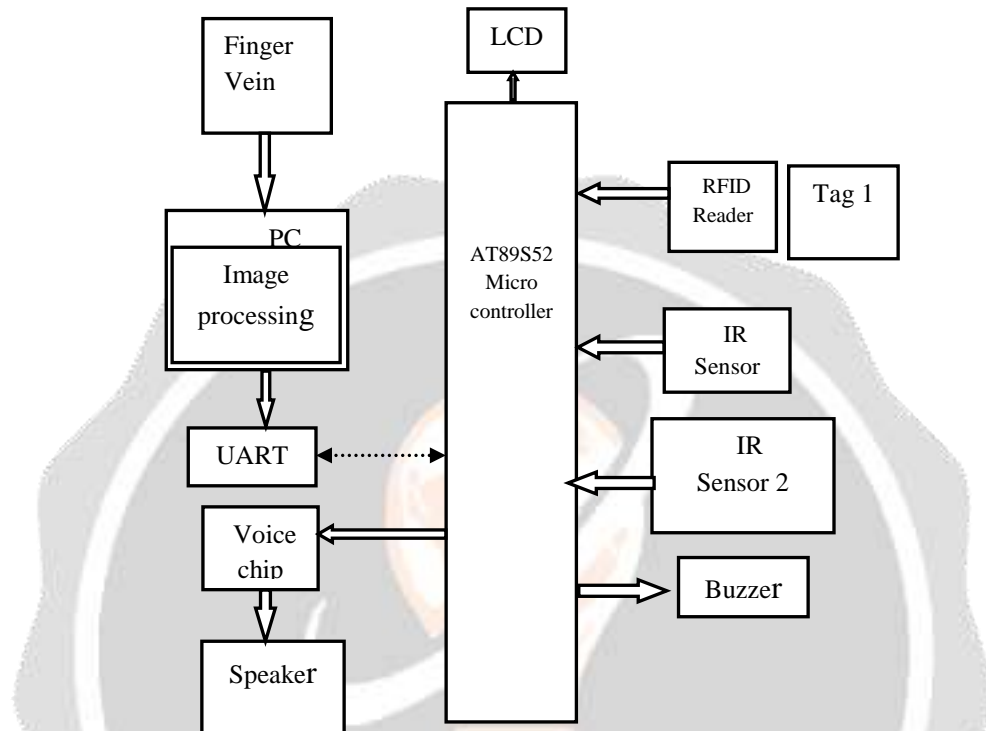 Finger
Vein
LCD
RFID
Reader
Tag 1
PC
Image
processing
AT89S52
Micro
controller
IR
Sensor
UART
IR
Sensor 2
Voice
chip
Buzzer
Speaker